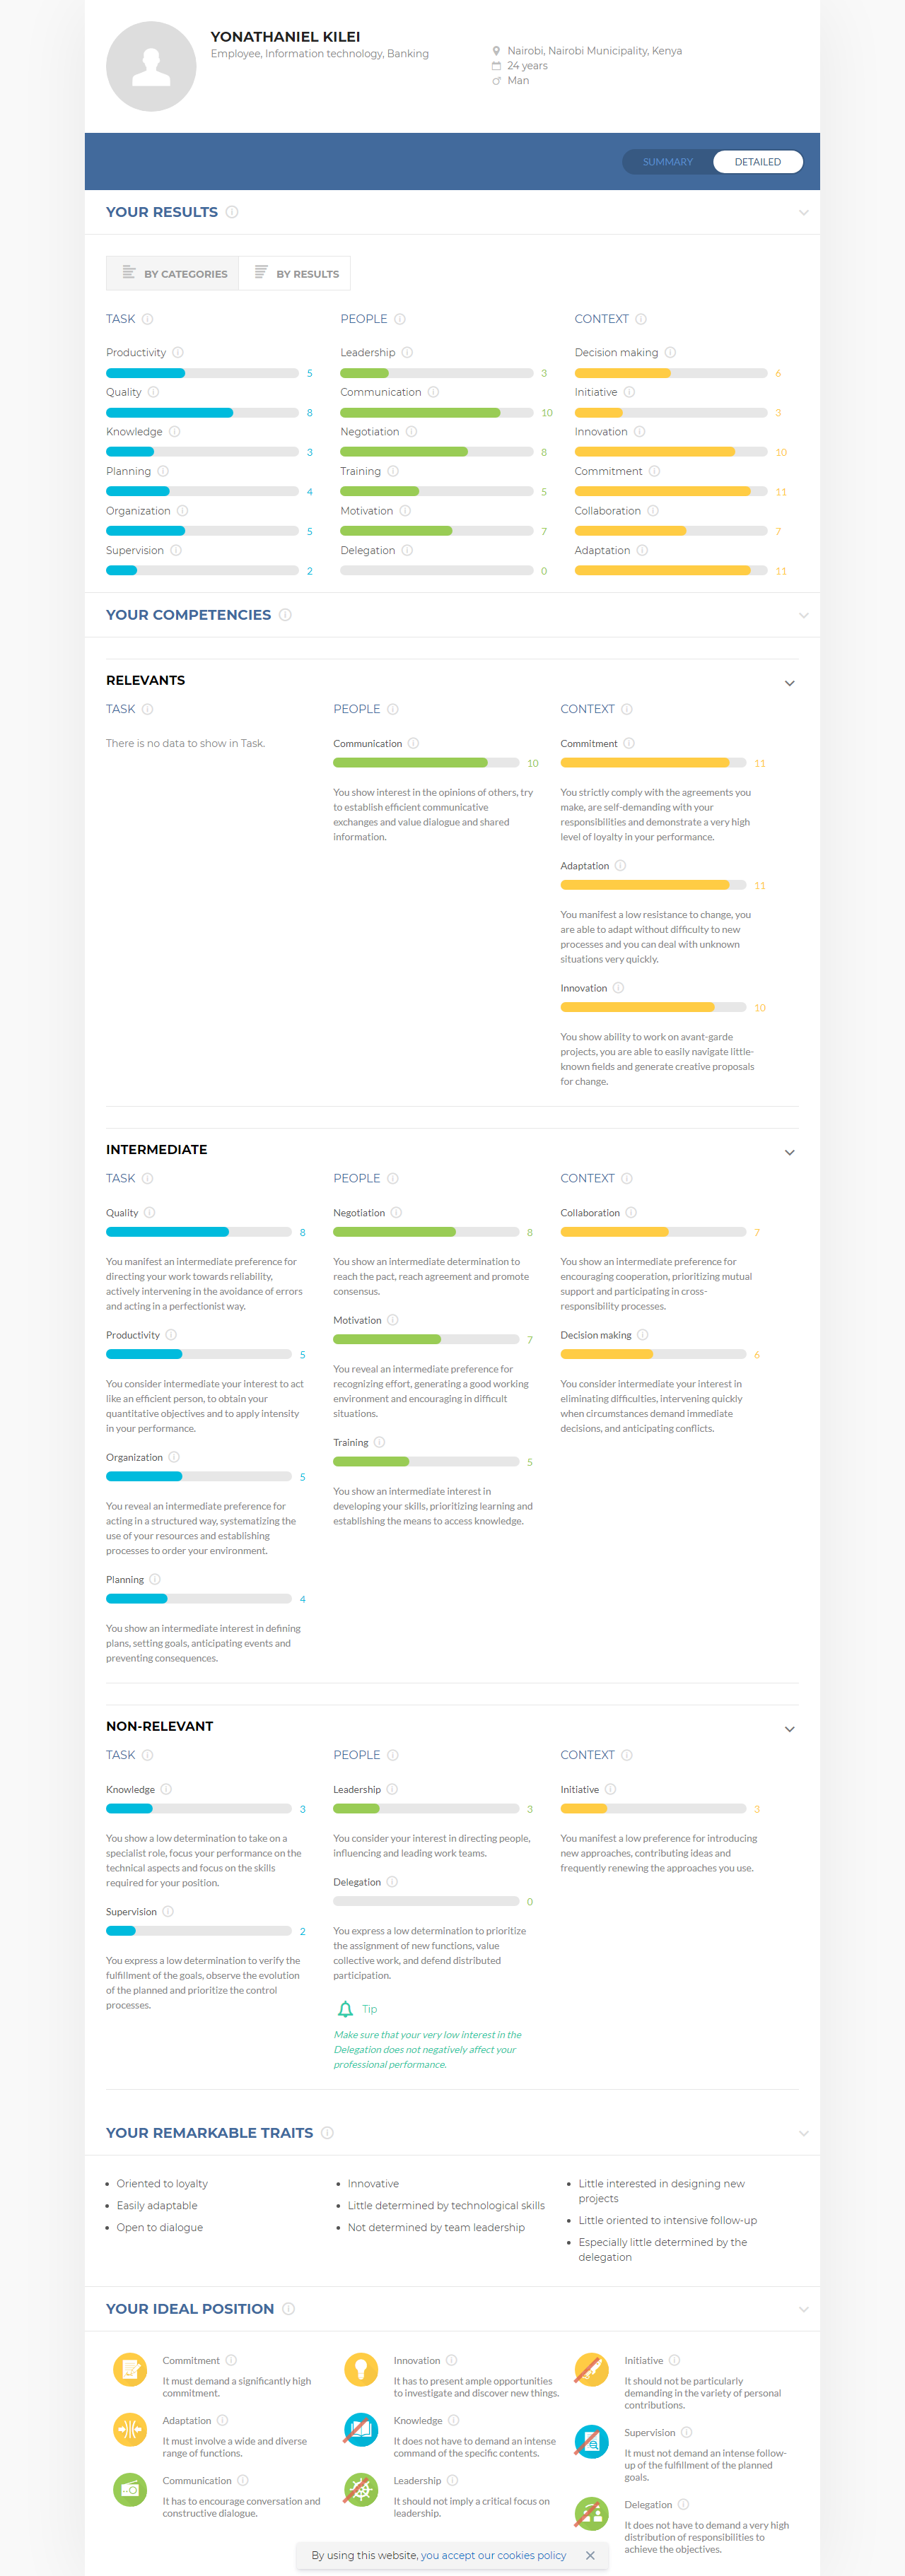 YONATHANIEL KILEI
Employee, Information technology, Banking
Nairobi, Nairobi Municipality, Kenya
24 years
Man
SUMMARY
DETAILED
YOUR RESULTS
BY CATEGORIES
BY RESULTS
TASK
Productivity
5
Quality
8
Knowledge
3
Planning
4
Organization
5
Supervision
2
PEOPLE
Leadership
3
Communication
10
Negotiation
8
Training
5
Motivation
7
Delegation
0
CONTEXT
Decision making
6
Initiative
3
Innovation
10
Commitment
11
Collaboration
7
Adaptation
11
YOUR COMPETENCIES
RELEVANTS
TASK
There is no data to show in Task.
PEOPLE
Communication
10
You show interest in the opinions of others, try
to establish efficient communicative
exchanges and value dialogue and shared
information.
CONTEXT
Commitment
11
You strictly comply with the agreements you
make, are self-demanding with your
responsibilities and demonstrate a very high
level of loyalty in your performance.
Adaptation
11
You manifest a low resistance to change, you
are able to adapt without difficulty to new
processes and you can deal with unknown
situations very quickly.
Innovation
10
You show ability to work on avant-garde
projects, you are able to easily navigate little-
known fields and generate creative proposals
for change.
INTERMEDIATE
TASK
Quality
8
You manifest an intermediate preference for
directing your work towards reliability,
actively intervening in the avoidance of errors
and acting in a perfectionist way.
Productivity
5
You consider intermediate your interest to act
like an efficient person, to obtain your
quantitative objectives and to apply intensity
in your performance.
Organization
5
You reveal an intermediate preference for
acting in a structured way, systematizing the
use of your resources and establishing
processes to order your environment.
Planning
4
You show an intermediate interest in defining
plans, setting goals, anticipating events and
preventing consequences.
PEOPLE
Negotiation
8
You show an intermediate determination to
reach the pact, reach agreement and promote
consensus.
Motivation
7
You reveal an intermediate preference for
recognizing effort, generating a good working
environment and encouraging in difficult
situations.
Training
5
You show an intermediate interest in
developing your skills, prioritizing learning and
establishing the means to access knowledge.
CONTEXT
Collaboration
7
You show an intermediate preference for
encouraging cooperation, prioritizing mutual
support and participating in cross-
responsibility processes.
Decision making
6
You consider intermediate your interest in
eliminating difficulties, intervening quickly
when circumstances demand immediate
decisions, and anticipating conflicts.
NON-RELEVANT
TASK
Knowledge
3
You show a low determination to take on a
specialist role, focus your performance on the
technical aspects and focus on the skills
required for your position.
Supervision
2
You express a low determination to verify the
fulfillment of the goals, observe the evolution
of the planned and prioritize the control
processes.
PEOPLE
Leadership
3
You consider your interest in directing people,
influencing and leading work teams.
Delegation
0
You express a low determination to prioritize
the assignment of new functions, value
collective work, and defend distributed
participation.
Tip
Make sure that your very low interest in the
Delegation does not negatively affect your
professional performance.
CONTEXT
Initiative
3
You manifest a low preference for introducing
new approaches, contributing ideas and
frequently renewing the approaches you use.
YOUR REMARKABLE TRAITS
Oriented to loyalty
Easily adaptable
Open to dialogue
Innovative
Little determined by technological skills
Not determined by team leadership
Little interested in designing new
projects
Little oriented to intensive follow-up
Especially little determined by the
delegation
YOUR IDEAL POSITION
Commitment
It must demand a significantly high
commitment.
Adaptation
It must involve a wide and diverse
range of functions.
Communication
It has to encourage conversation and
constructive dialogue.
Innovation
It has to present ample opportunities
to investigate and discover new things.
Knowledge
It does not have to demand an intense
command of the specific contents.
Leadership
It should not imply a critical focus on
leadership.
Initiative
It should not be particularly
demanding in the variety of personal
contributions.
Supervision
It must not demand an intense follow-
up of the fulfillment of the planned
goals.
Delegation
It does not have to demand a very high
distribution of responsibilities to
achieve the objectives.
By using this website, you accept our cookies policy